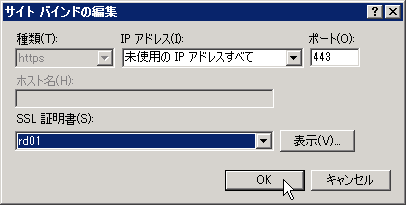 サイト バインドの編集
種類(T):
IP アドレス(I):
ポート(O):
https
未使用の IP アドレスすべて
443
ホスト名(H):
SSL 証明書(S):
rd01
表示(V)...
OK
キャンセル